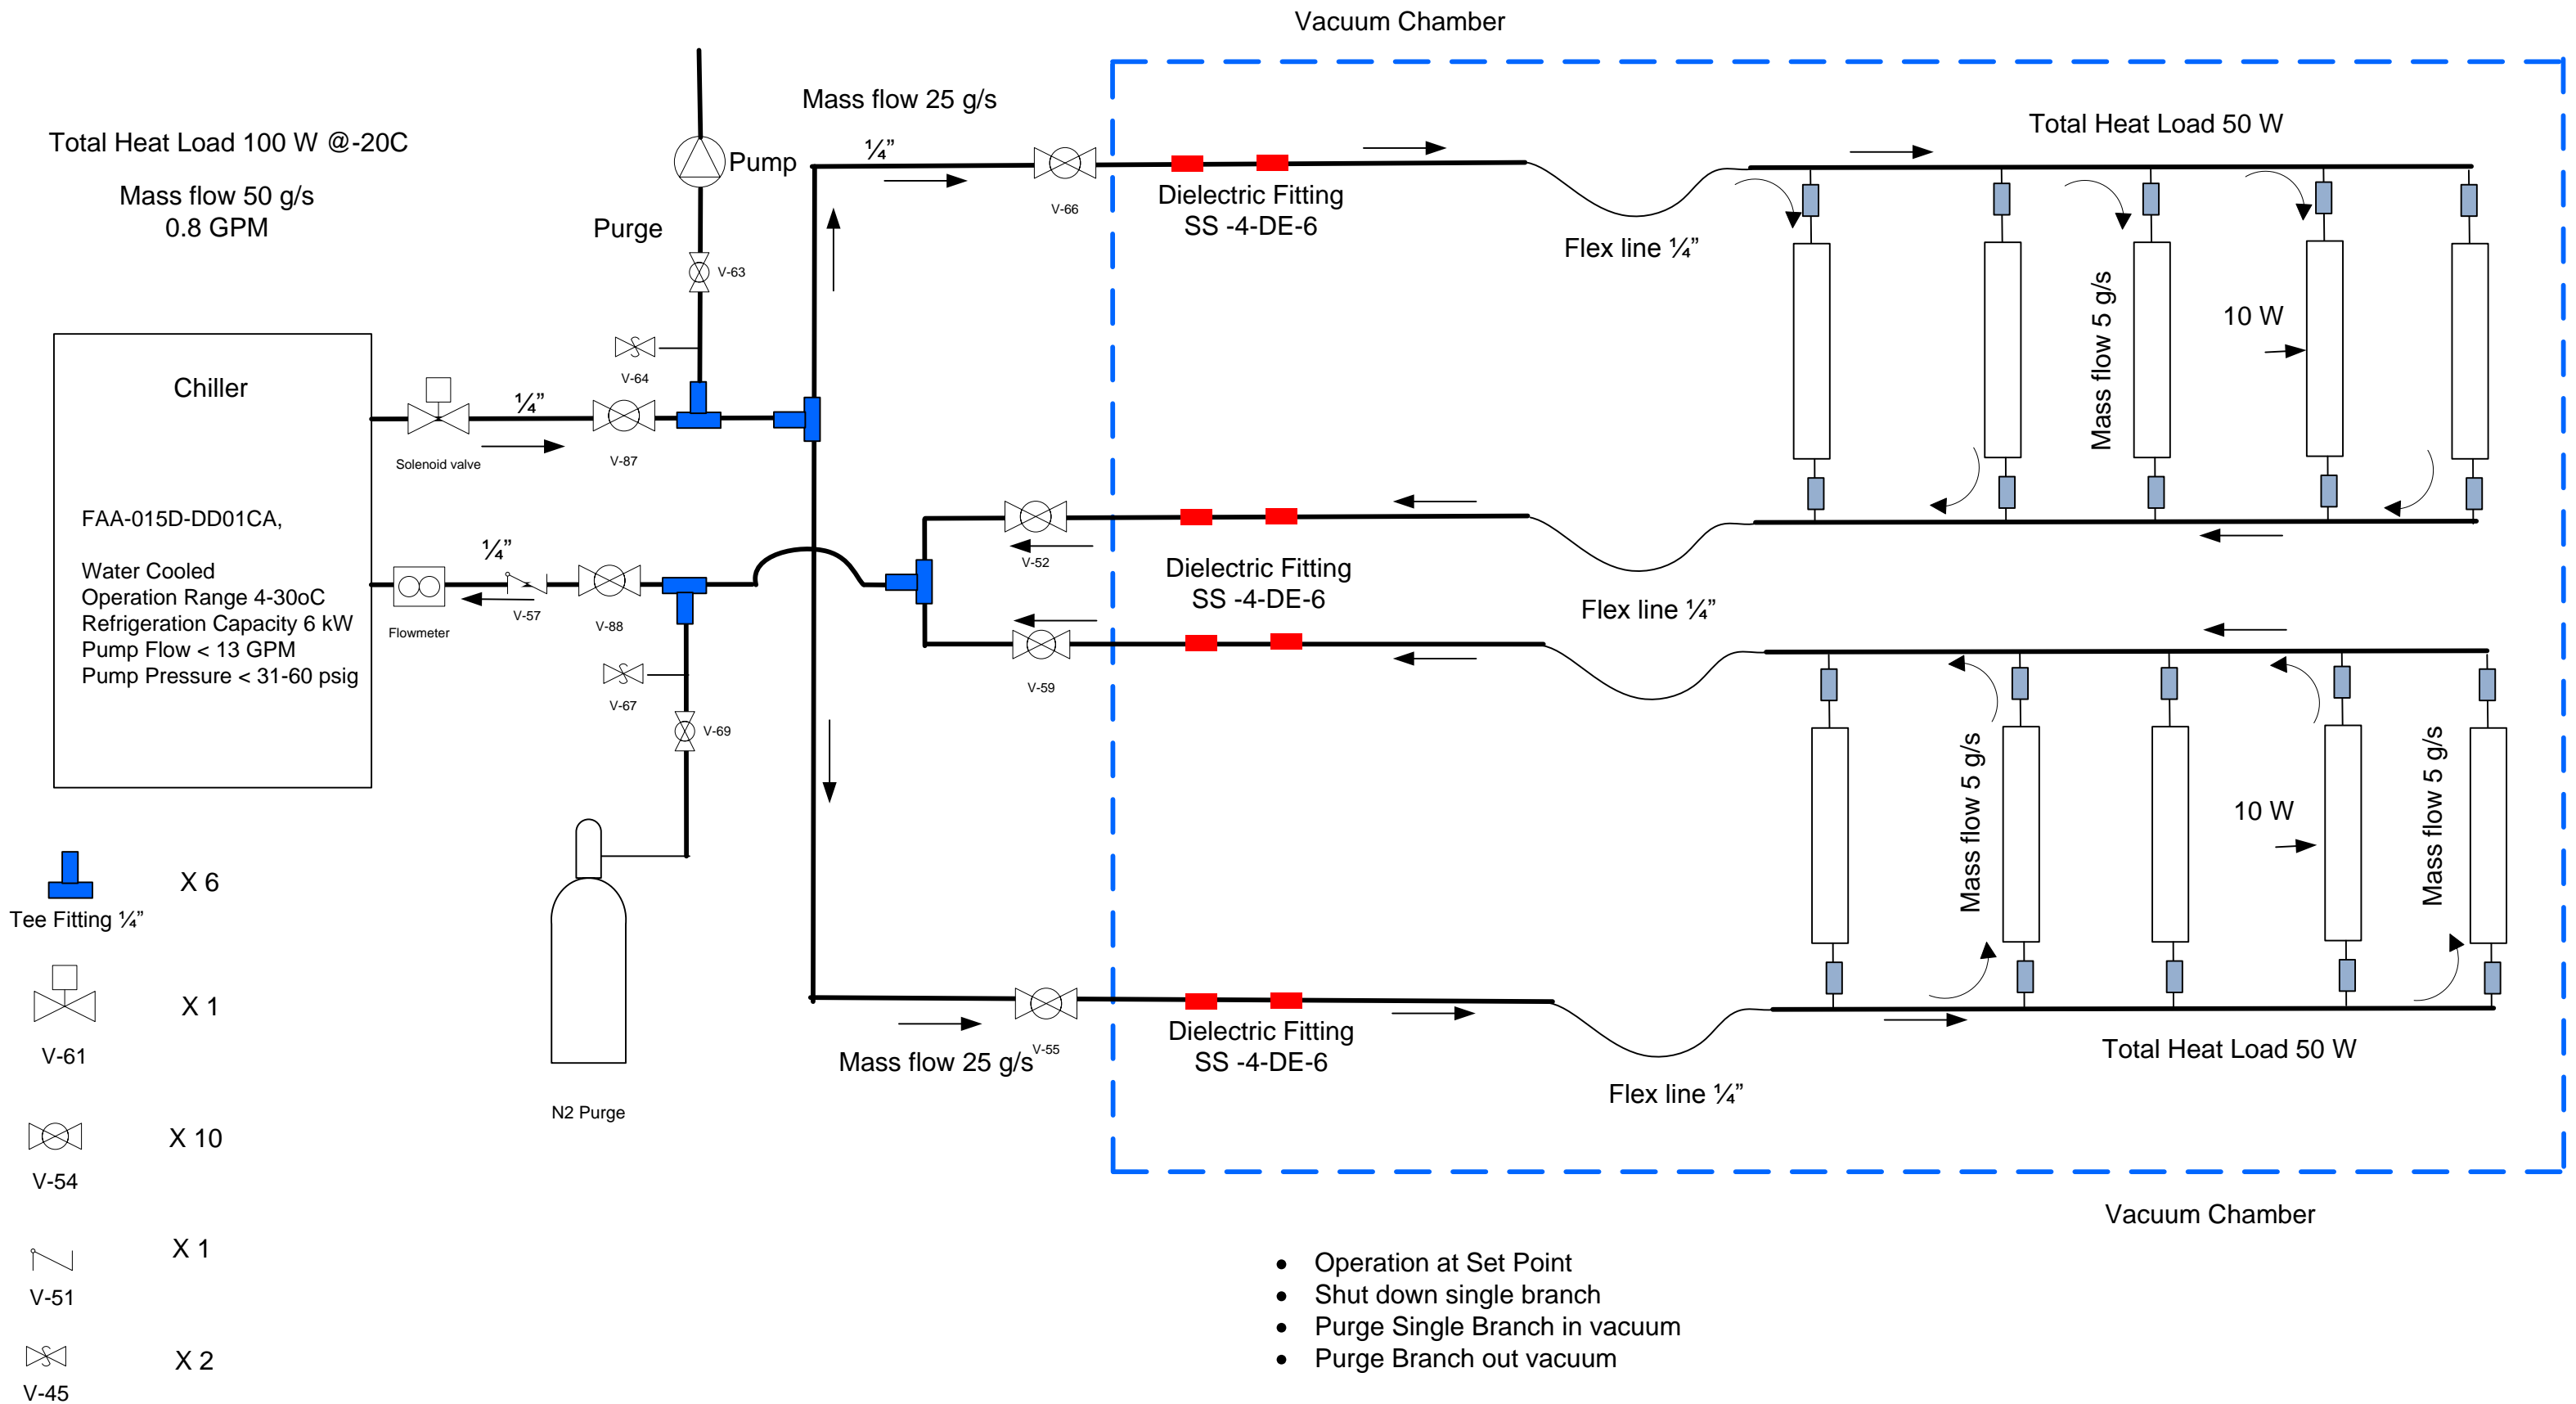 Vacuum Chamber
Total Heat Load 100 W @-20C
Mass flow 50 g/s
0.8 GPM
Mass flow 25 g/s
¼”
Pump
Purge
V-63
V-64
V-66
Dielectric Fitting
SS -4-DE-6
Flex line ¼”
Total Heat Load 50 W
Mass flow 5 g/s
10 W
Chiller
Solenoid valve
¼”
V-87
FAA-015D-DD01CA,
Water Cooled
Operation Range 4-30oC
Refrigeration Capacity 6 kW
Pump Flow < 13 GPM
Pump Pressure < 31-60 psig
Flowmeter
¼”
V-57
V-88
V-67
V-69
V-52
V-59
Dielectric Fitting
SS -4-DE-6
Flex line ¼”
Mass flow 5 g/s
10 W
Mass flow 5 g/s
N2 Purge
Mass flow 25 g/s
V-55
Dielectric Fitting
SS -4-DE-6
Flex line ¼”
Total Heat Load 50 W
Vacuum Chamber
X 6
Tee Fitting ¼”
X 1
V-61
X 10
V-54
X 1
V-51
X 2
V-45
• Operation at Set Point
• Shut down single branch
• Purge Single Branch in vacuum
• Purge Branch out vacuum